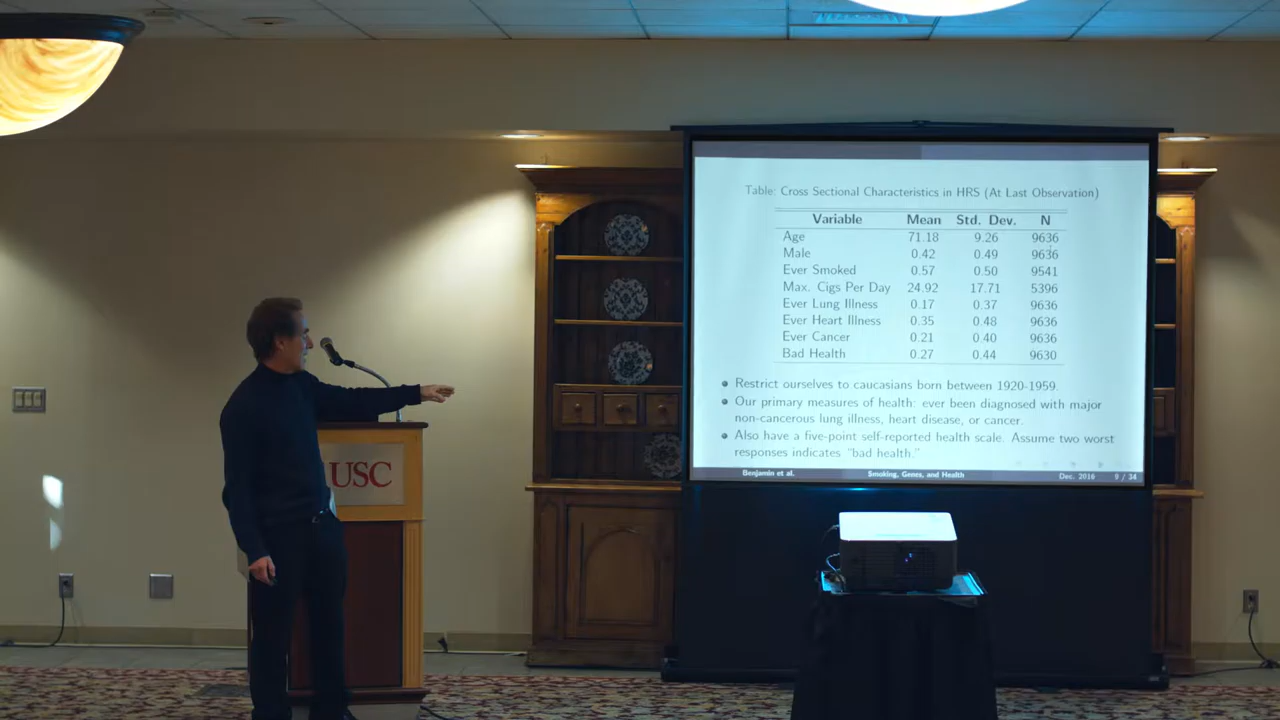 USC
Table: Cross Sectional Characteristics in HRS (At Last Observation)
Variable Mean Std. Dev. N
Age 71.18 9.26 9636
Male 0.42 0.49 9636
Ever Smoked 0.57 0.50 9541
Max. Cigs Per Day 24.92 17.71 5396
Ever Lung Illness 0.17 0.37 9636
Ever Heart Illness 0.35 0.48 9636
Ever Cancer 0.21 0.40 9636
Bad Health 0.27 0.44 9630
• Restrict ourselves to caucasians born between 1920-1959.
• Our primary measures of health: ever been diagnosed with major
non-cancerous lung illness, heart disease, or cancer.
• Also have a five-point self-reported health scale. Assume two worst
responses indicates "bad health."
Benjamin et al. Smoking, Genes, and Health Dec. 2016 9 / 34